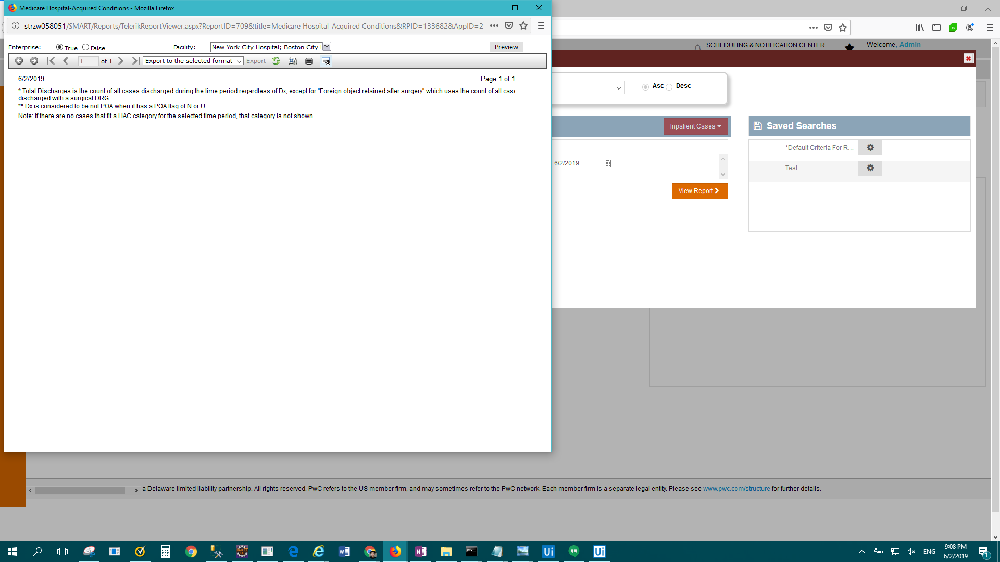 Medicare Hospital-Acquired Conditions - Mozilla Firefox
strzw058051/SMART/Reports/TelerikReportViewer.aspx?ReportID=709&title=Medicare Hospital-Acquired Conditions&RPID=133682&AppID=2
Enterprise: True False Facility: New York City Hospital; Boston City Preview
1 of 1 Export to the selected format Export
6/2/2019 Page 1 of 1
* Total Discharges is the count of all cases discharged during the time period regardless of Dx, except for "Foreign object retained after surgery" which uses the count of all case
discharged with a surgical DRG.
** Dx is considered to be not POA when it has a POA flag of N or U.
Note: If there are no cases that fit a HAC category for the selected time period, that category is not shown.
SCHEDULING & NOTIFICATION CENTER Welcome, Admin
Asc Desc
Inpatient Cases
6/2/2019
View Report
Saved Searches
*Default Criteria For R...
Test
a Delaware limited liability partnership. All rights reserved. PwC refers to the US member firm, and may sometimes refer to the PwC network. Each member firm is a separate legal entity. Please see www.pwc.com/structure for further details.
ENG
9:08 PM
6/2/2019
1